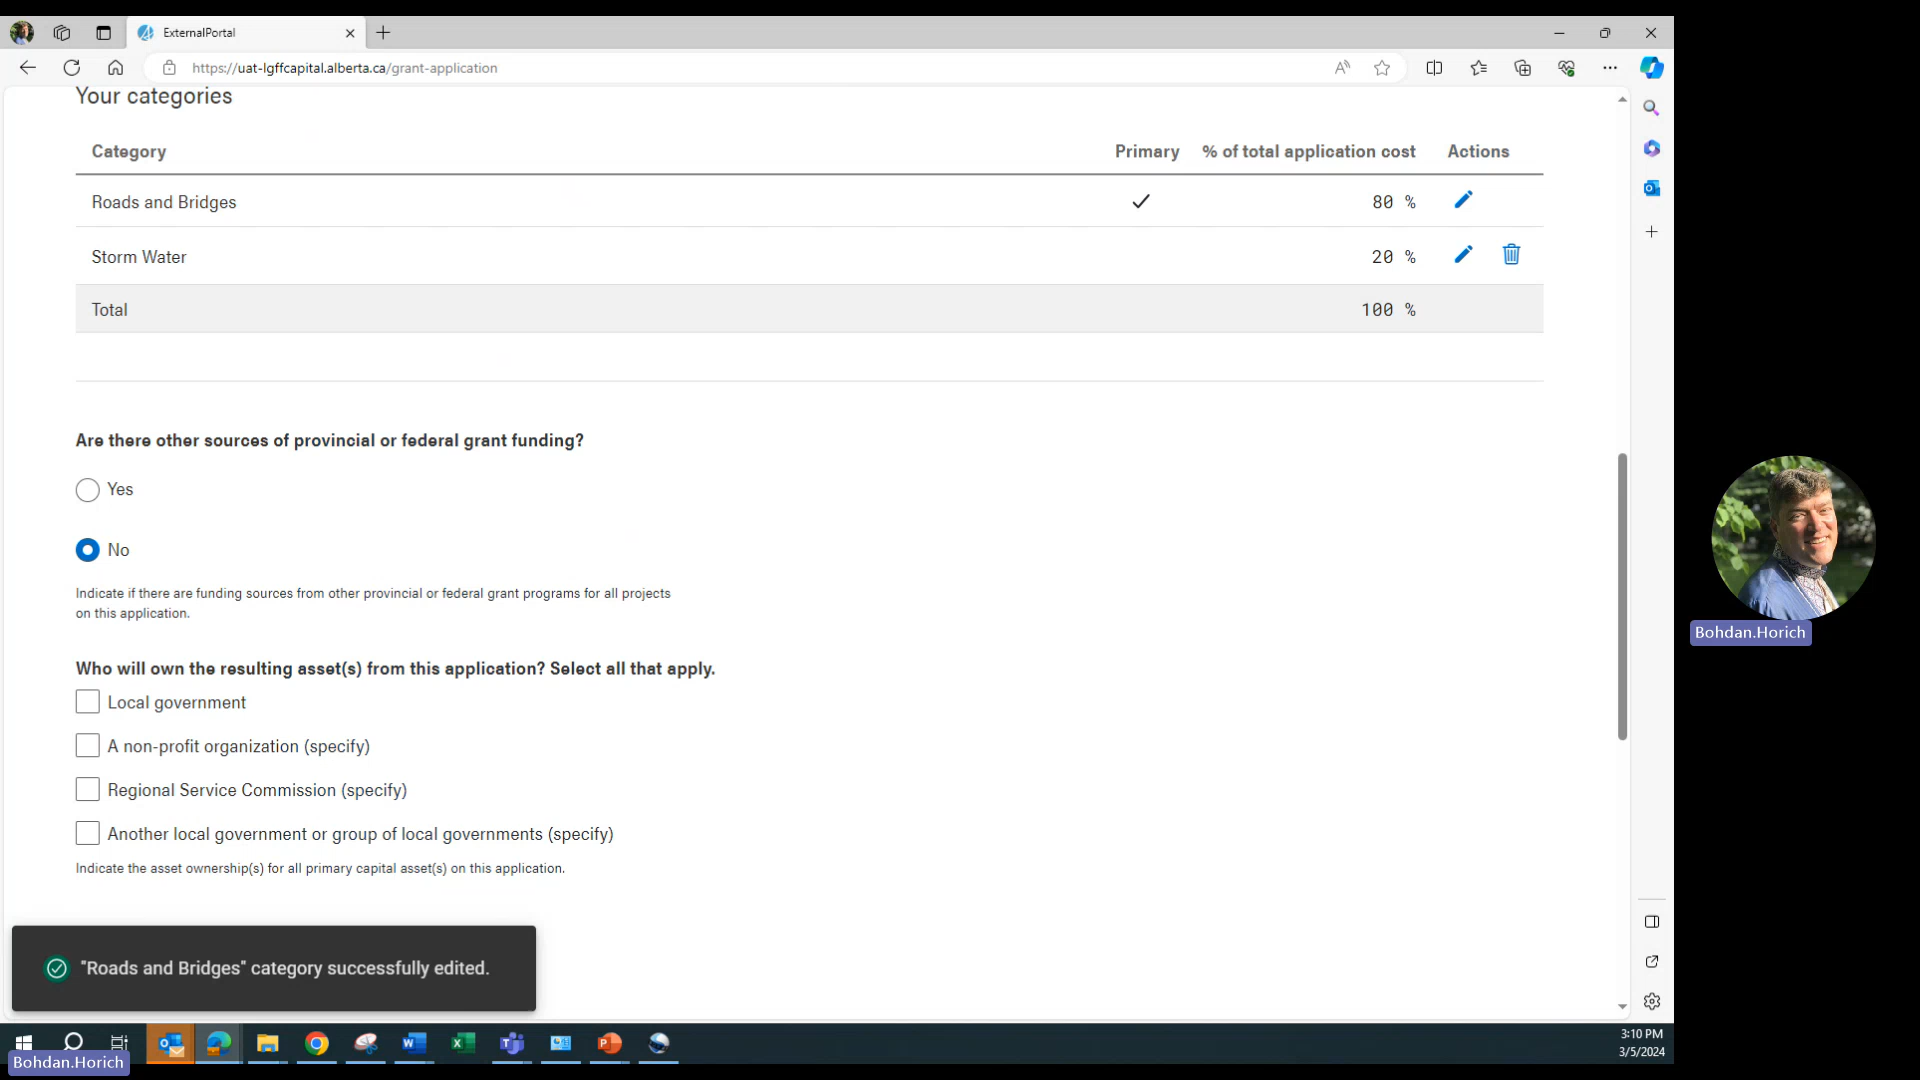 ExternalPortal
https://uat-lgffcapital.alberta.ca/grant-application
Your categories
Category Primary % of total application cost Actions
Roads and Bridges 80 %
Storm Water 20 %
Total 100 %
Are there other sources of provincial or federal grant funding?
Yes
No
Indicate if there are funding sources from other provincial or federal grant programs for all projects
on this application.
Who will own the resulting asset(s) from this application? Select all that apply.
Local government
A non-profit organization (specify)
Regional Service Commission (specify)
Another local government or group of local governments (specify)
Indicate the asset ownership(s) for all primary capital asset(s) on this application.
"Roads and Bridges" category successfully edited.
Bohdan.Horich
3:10 PM
3/5/2024
Bohdan.Horich